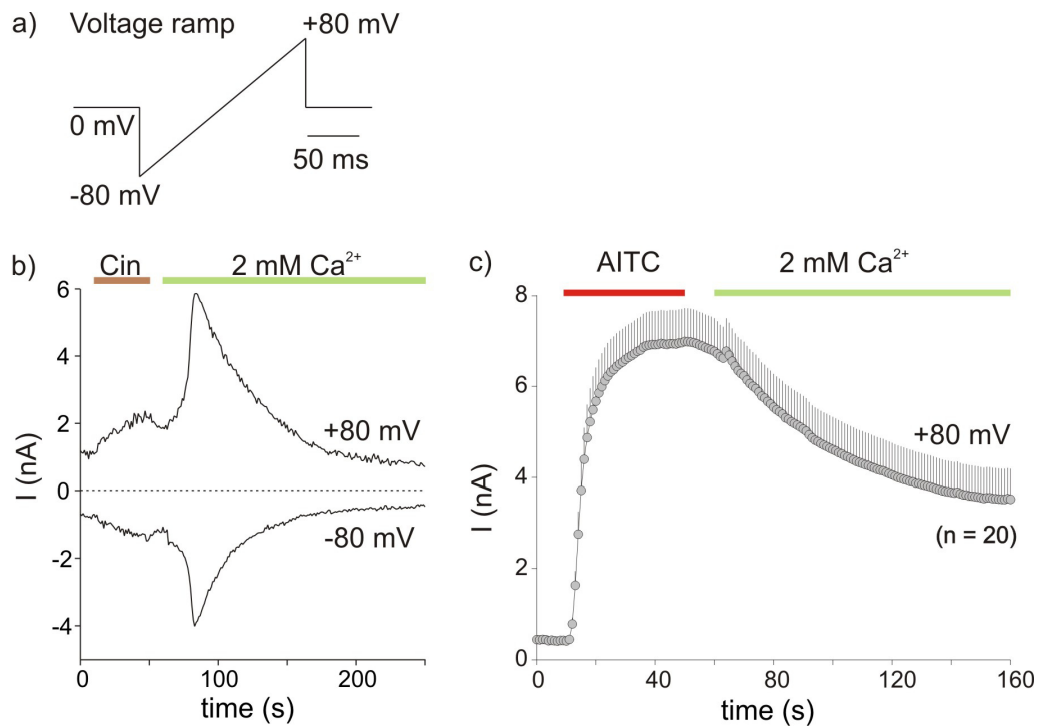 a) Voltage ramp +80 mV
0 mV
50 ms
-80 mV
b) Cin 2 mM Ca²⁺
6
4
2
0
-2
-4
I (nA)
+80 mV
-80 mV
0 100 200
time (s)
c) AITC 2 mM Ca²⁺
8
6
4
2
0
I (nA)
+80 mV
(n = 20)
0 40 80 120 160
time (s)